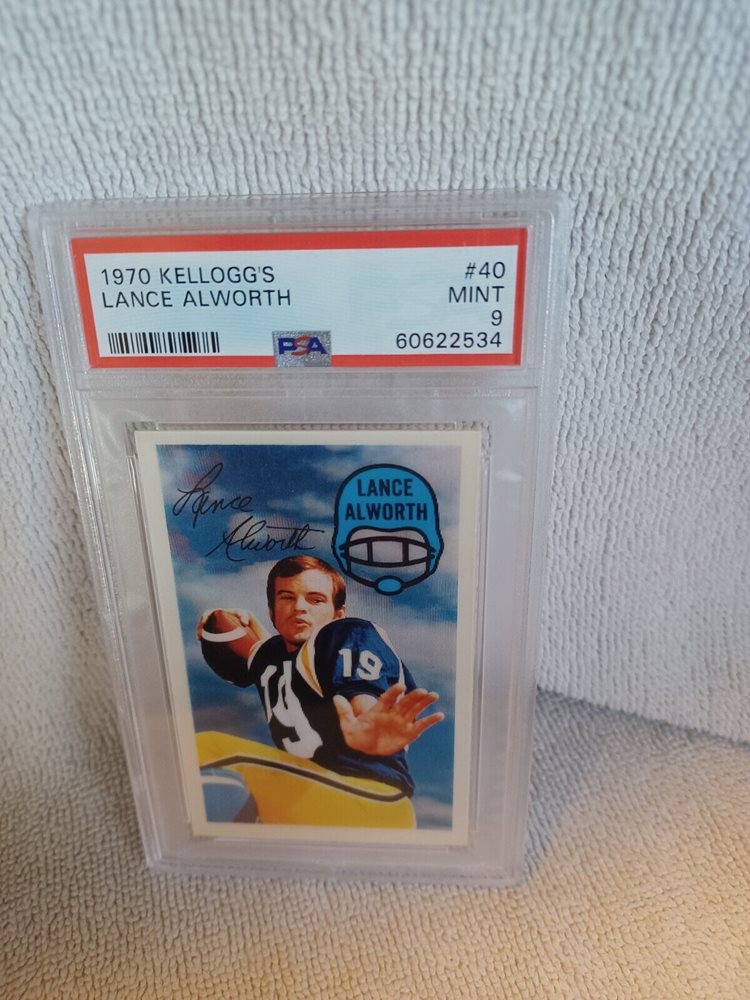 1970 KELLOGG'S #40
LANCE ALWORTH MINT
9
PSA 60622534
Lance
Alworth
LANCE
ALWORTH
19
19